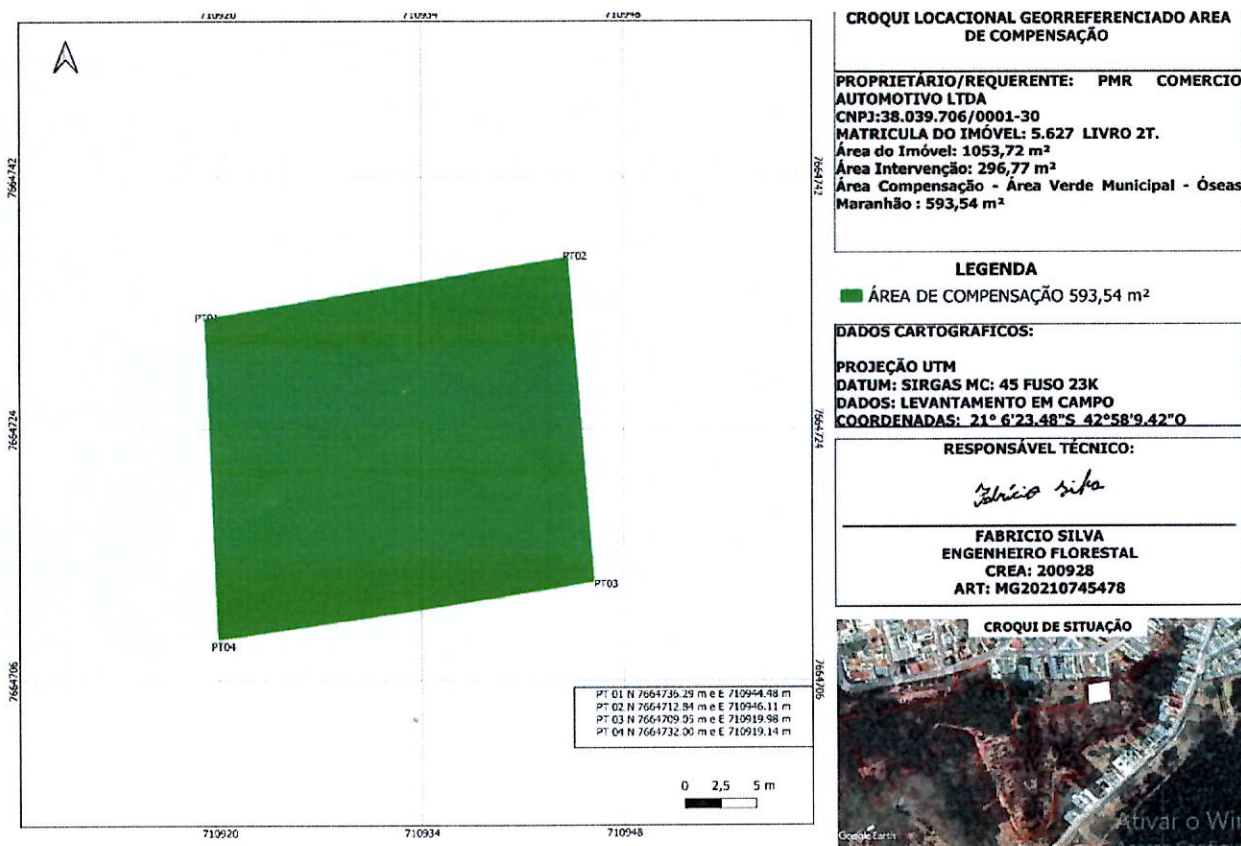 710920
710934
710948
7664742
7664742
PT02
PT01
7664724
7664724
PT03
PT04
7664706
7664706
PT 01 N 7664736.29 m e E 710944.48 m
PT 02 N 7664712.84 m e E 710946.11 m
PT 03 N 7664709.05 m e E 710919.98 m
PT 04 N 7664732.00 m e E 710919.14 m
0 2,5 5 m
710920
710934
710948
CROQUI LOCACIONAL GEORREFERENCIADO AREA
DE COMPENSAÇÃO
PROPRIETÁRIO/REQUERENTE: PMR COMERCIO
AUTOMOTIVO LTDA
CNPJ:38.039.706/0001-30
MATRICULA DO IMÓVEL: 5.627 LIVRO 2T.
Área do Imóvel: 1053,72 m²
Área Intervenção: 296,77 m²
Área Compensação - Área Verde Municipal - Óseas
Maranhão : 593,54 m²
LEGENDA
ÁREA DE COMPENSAÇÃO 593,54 m²
DADOS CARTOGRAFICOS:
PROJEÇÃO UTM
DATUM: SIRGAS MC: 45 FUSO 23K
DADOS: LEVANTAMENTO EM CAMPO
COORDENADAS: 21° 6'23.48"S 42°58'9.42"O
RESPONSÁVEL TÉCNICO:
Fabrício Silva
FABRICIO SILVA
ENGENHEIRO FLORESTAL
CREA: 200928
ART: MG20210745478
CROQUI DE SITUAÇÃO
Google Earth
Ativar o Win